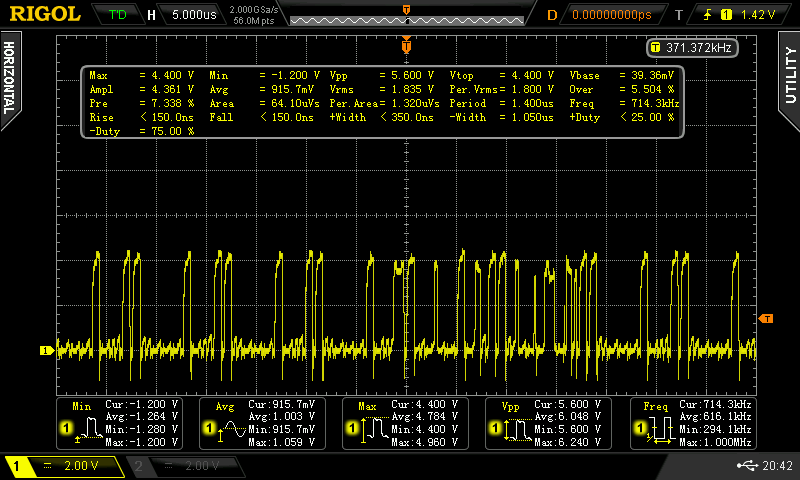 RIGOL T'D H 5.000us 2.000GSa/s 56.0M pts T D 0.00000000ps T 1 1.42 V
HORIZONTAL
UTILITY
T
T 371.372kHz
Max = 4.400 V Min = -1.200 V Vpp = 5.600 V Vtop = 4.400 V Vbase = 39.36mV
Ampl = 4.361 V Avg = 915.7mV Vrms = 1.835 V Per.Vrms= 1.800 V Over = 5.504 %
Pre = 7.338 % Area = 64.10uVs Per.Area= 1.320uVs Period = 1.400us Freq = 714.3kHz
Rise < 150.0ns Fall < 150.0ns +Width < 350.0ns -Width = 1.050us +Duty < 25.00 %
-Duty = 75.00 %
T
1
Min Cur:-1.200 V
Avg:-1.264 V
1 Min:-1.280 V
Max:-1.200 V
Avg Cur:915.7mV
Avg:1.003 V
1 Min:915.7mV
Max:1.059 V
Max Cur:4.400 V
Avg:4.784 V
1 Min:4.400 V
Max:4.960 V
Vpp Cur:5.600 V
Avg:6.048 V
1 Min:5.600 V
Max:6.240 V
Freq Cur:714.3kHz
Avg:616.1kHz
1 Min:294.1kHz
Max:1.000MHz
1 2.00 V 2 2.00 V 20:42